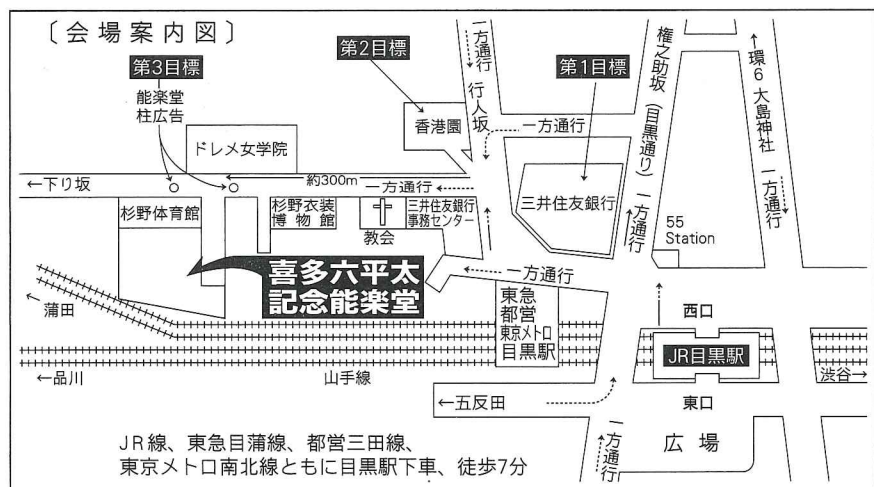 〔会場案内図〕
第3目標
能楽堂
柱広告
ドレメ女学院
第2目標
香港園
一方通行
行人坂
第1目標
一方通行
三井住友銀行
権之助坂(目黒通り)一方通行
←環6 大鳥神社 一方通行
←下り坂
約300m
一方通行
杉野体育館
杉野衣装
博物館
教会
三井住友銀行
事務センター
55
Station
喜多六平太
記念能楽堂
一方通行
東急
都営
東京メトロ
目黒駅
西口
JR目黒駅
東口
←蒲田
←品川
山手線
渋谷→
←五反田
一方通行
広場
JR線、東急目蒲線、都営三田線、
東京メトロ南北線ともに目黒駅下車、徒歩7分